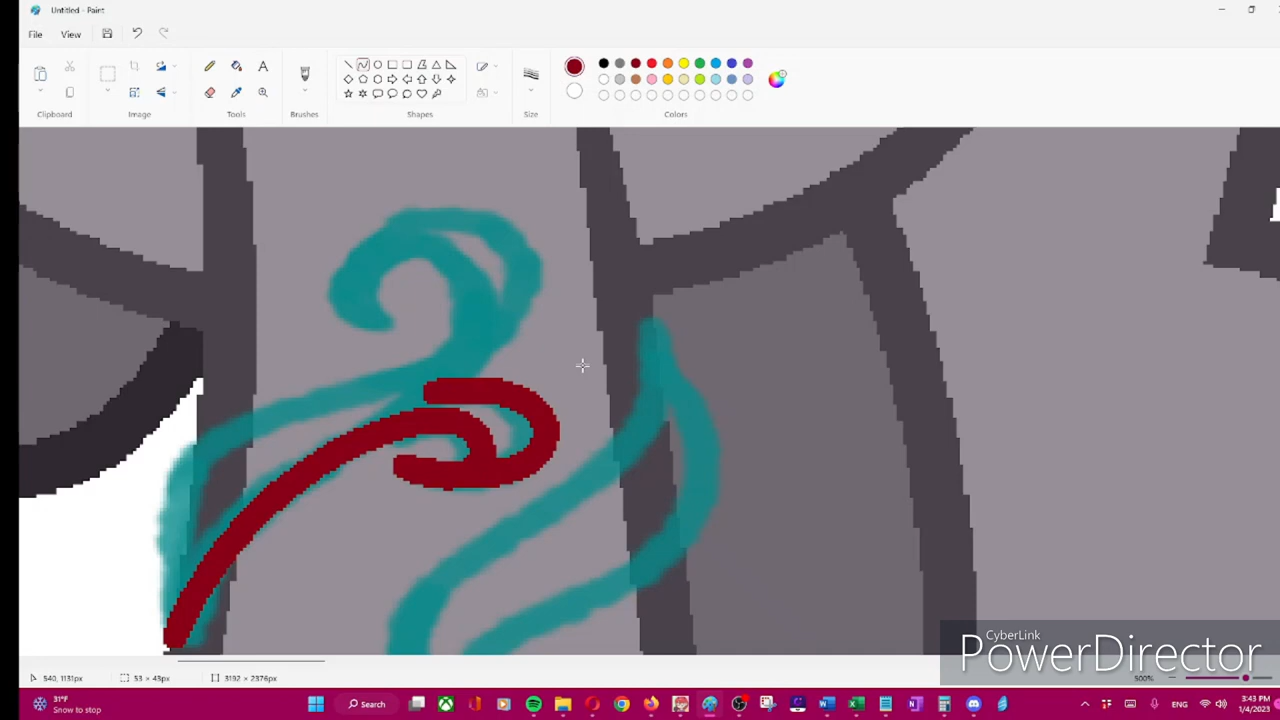 Untitled - Paint
File View
A
Clipboard Image Tools Brushes Shapes Size Colors
CyberLink
PowerDirector
540, 1131px 53 × 43px 3192 × 2376px 500%
31°F
Snow to stop
Search
ENG
3:43 PM
1/4/2023